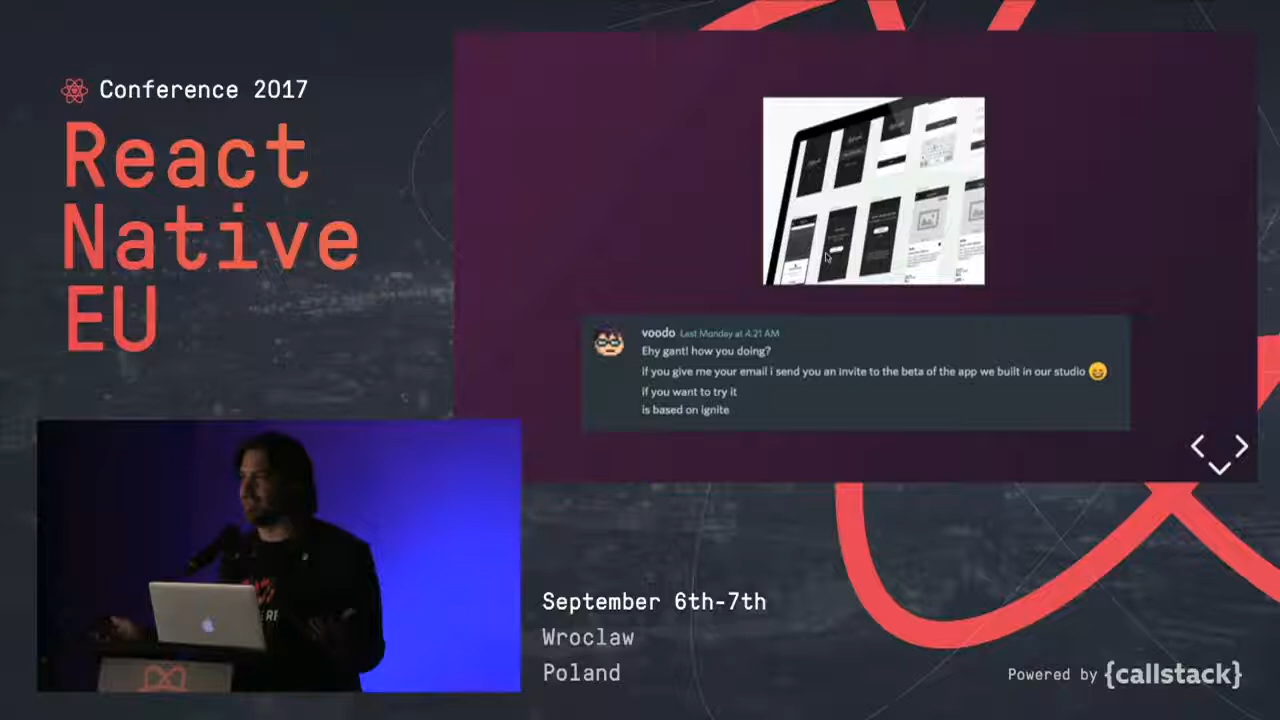 Conference 2017
React
Native
EU
voodo Last Monday at 4:21 AM
Ehy gant! how you doing?
if you give me your email i send you an invite to the beta of the app we built in our studio
if you want to try it
is based on ignite
September 6th-7th
Wroclaw
Poland
Powered by {callstack}